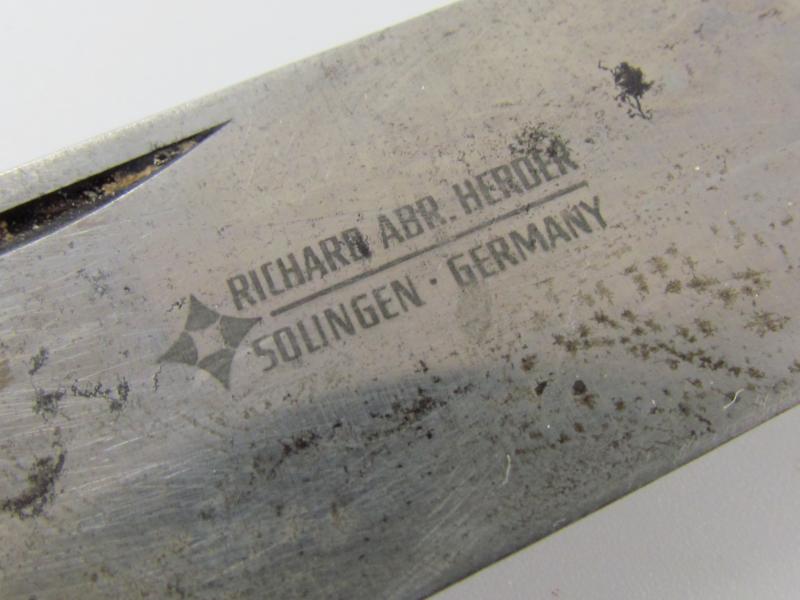 RICHARD ABR. HERDER
SOLINGEN · GERMANY